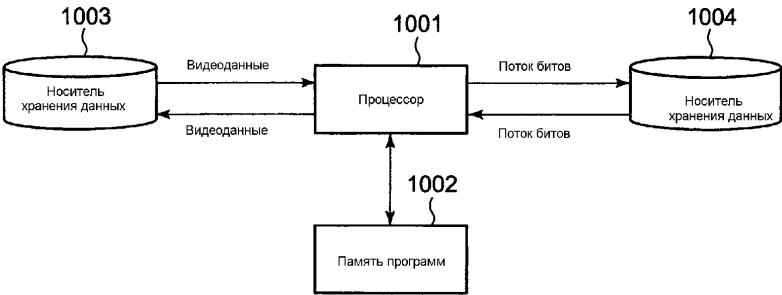 1003
1001
1004
Видеоданные
Поток битов
Носитель
хранения данных
Процессор
Носитель
хранения данных
Видеоданные
Поток битов
1002
Память программ